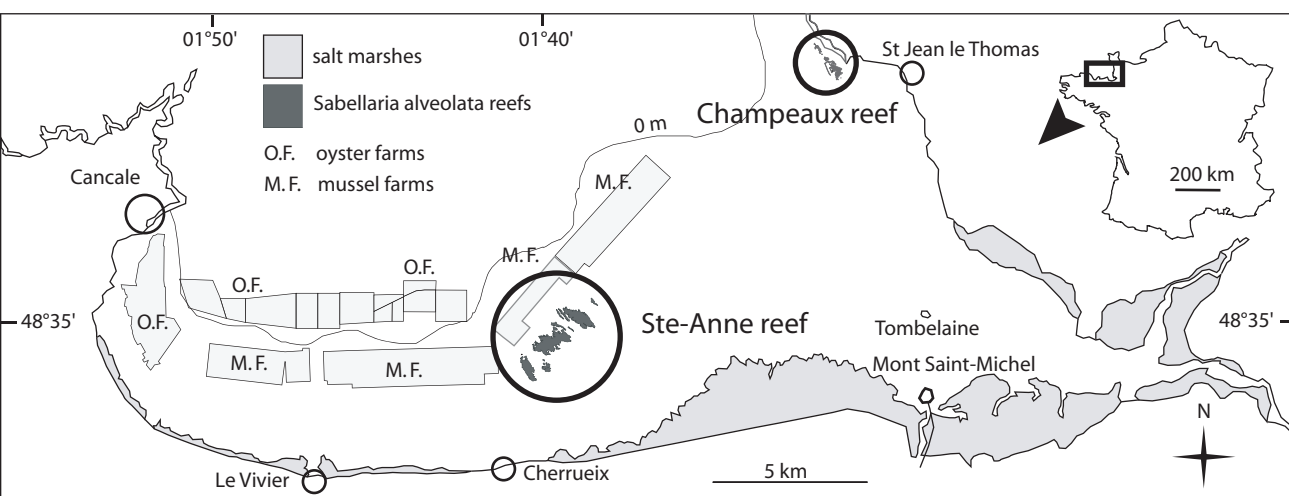 01°50'
01°40'
salt marshes
Sabellaria alveolata reefs
O.F. oyster farms
M. F. mussel farms
St Jean le Thomas
Champeaux reef
0 m
200 km
Cancale
M. F.
M. F.
O.F.
O.F.
O.F.
48°35'
Ste-Anne reef
Tombelaine
48°35'
M. F.
M. F.
Mont Saint-Michel
N
Le Vivier
Cherrueix
5 km